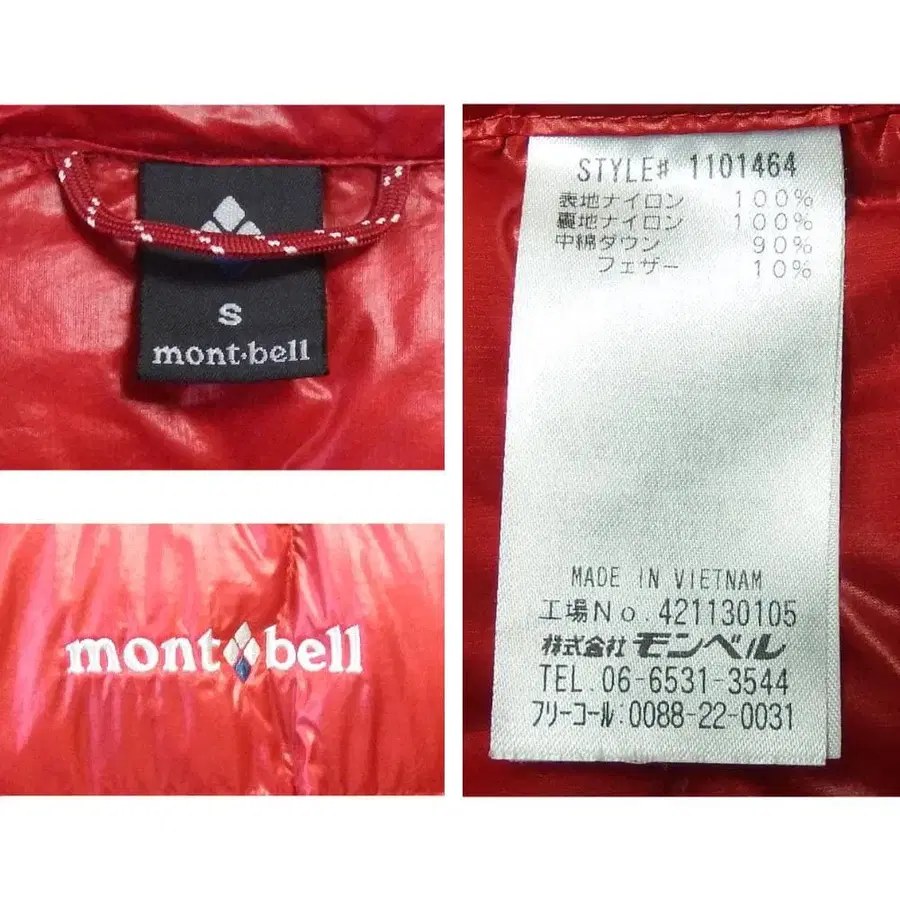 S
mont·bell
mont bell
STYLE# 1101464
表地ナイロン 100%
裏地ナイロン 100%
中綿ダウン 90%
フェザー 10%
MADE IN VIETNAM
工場No.421130105
株式会社モンベル
TEL.06-6531-3544
フリーコール:0088-22-0031